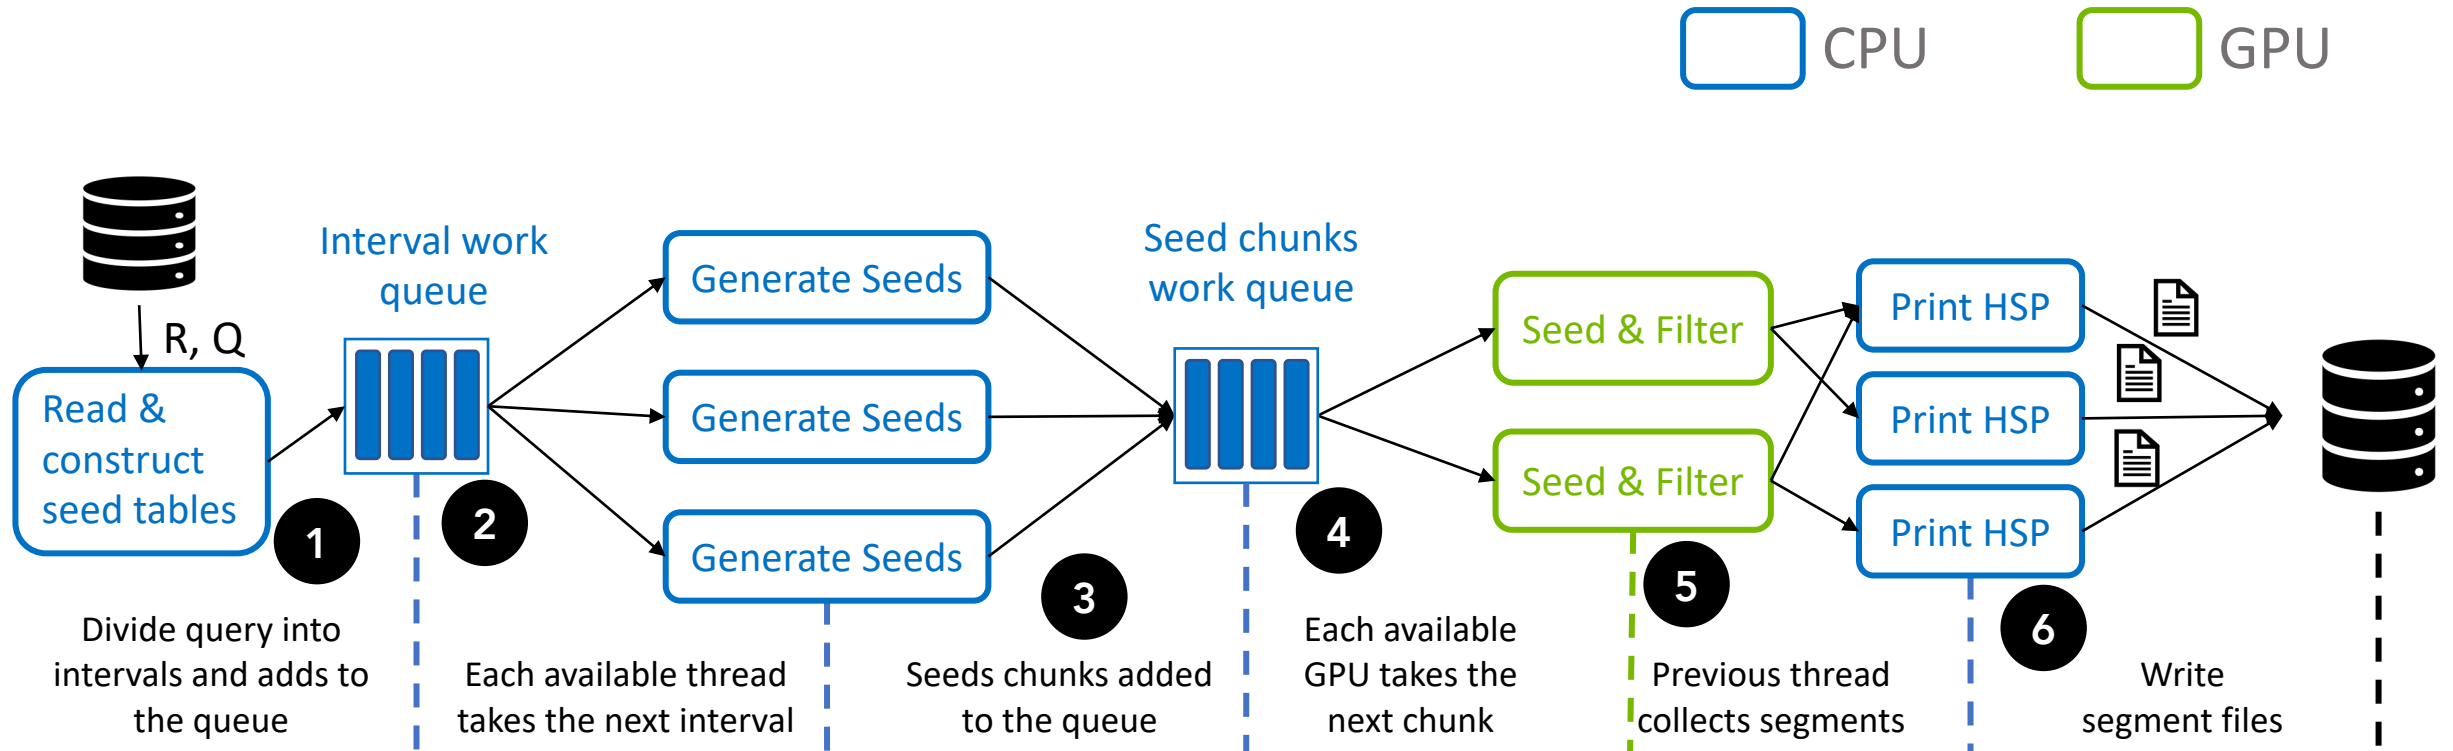 CPU
GPU
R, Q
Read &
construct
seed tables
Interval work
queue
Generate Seeds
Generate Seeds
Generate Seeds
Seed chunks
work queue
Seed & Filter
Seed & Filter
Print HSP
Print HSP
Print HSP
1
Divide query into
intervals and adds to
the queue
2
Each available thread
takes the next interval
3
Seeds chunks added
to the queue
4
Each available
GPU takes the
next chunk
5
Previous thread
collects segments
6
Write
segment files